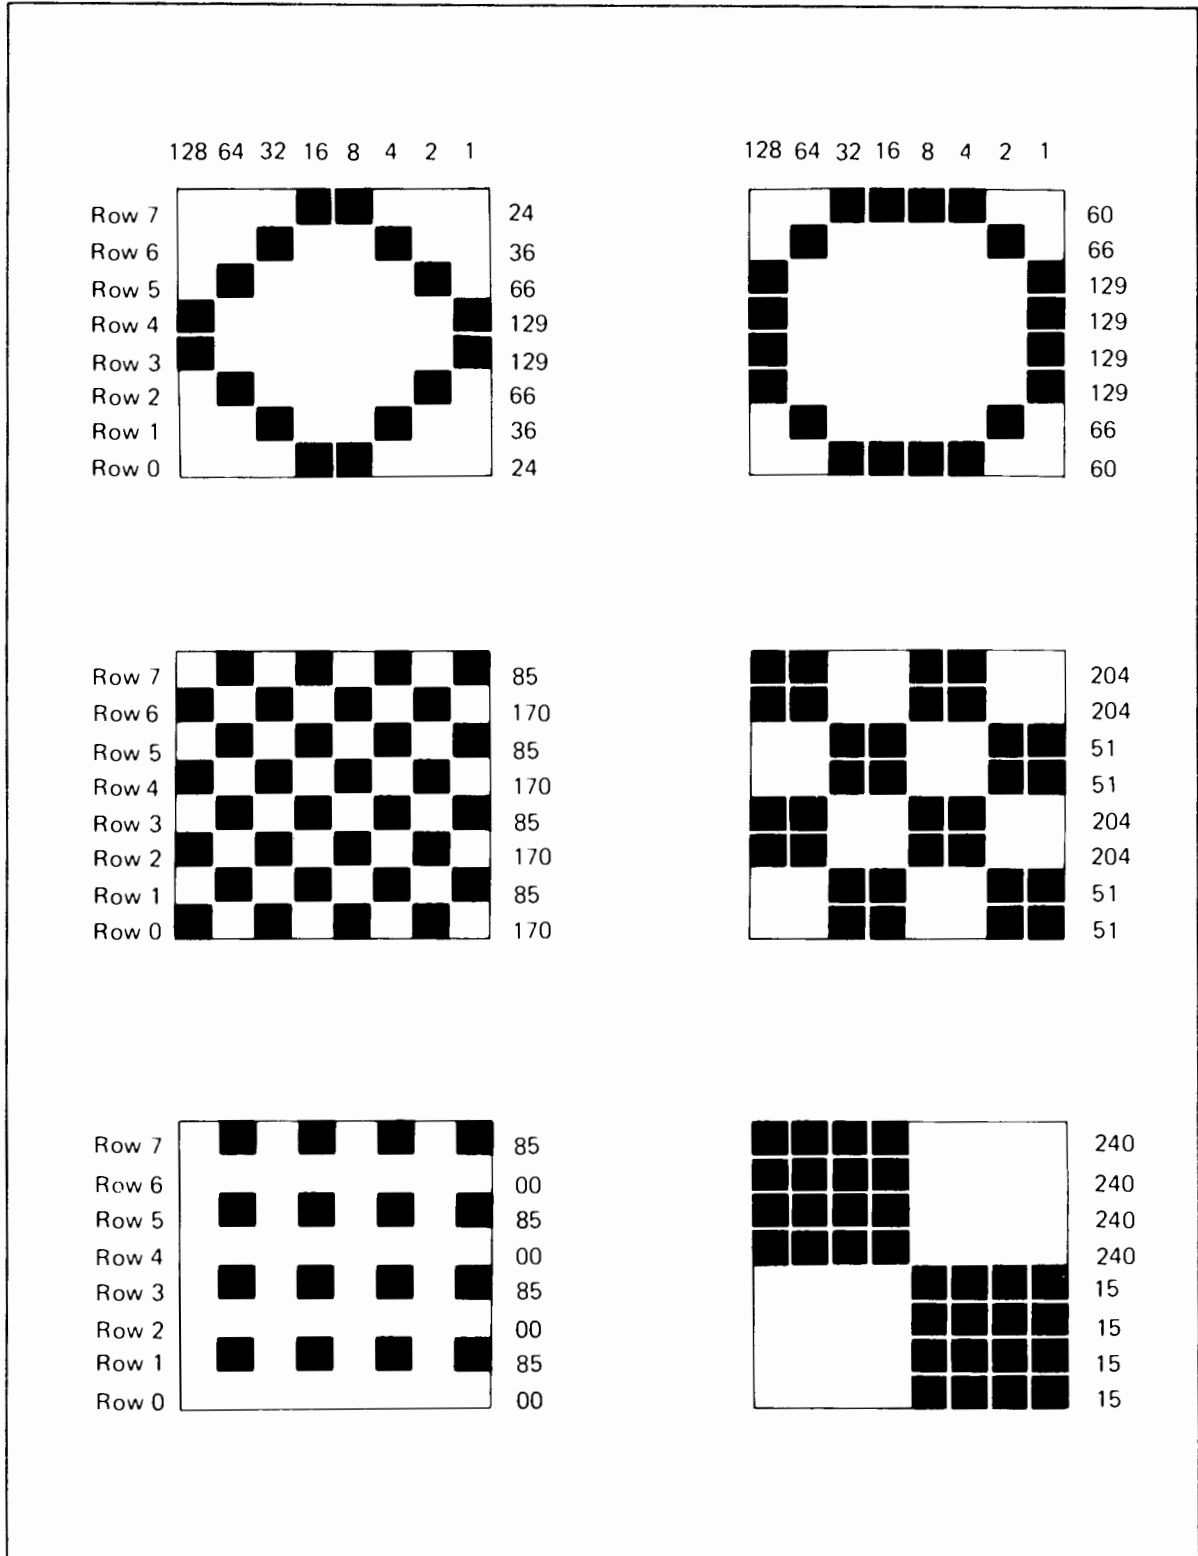 128 64 32 16 8 4 2 1
128 64 32 16 8 4 2 1
Row 7 24
Row 6 36
Row 5 66
Row 4 129
Row 3 129
Row 2 66
Row 1 36
Row 0 24
60
66
129
129
129
129
66
60
Row 7 85
Row 6 170
Row 5 85
Row 4 170
Row 3 85
Row 2 170
Row 1 85
Row 0 170
204
204
51
51
204
204
51
51
Row 7 85
Row 6 00
Row 5 85
Row 4 00
Row 3 85
Row 2 00
Row 1 85
Row 0 00
240
240
240
240
15
15
15
15